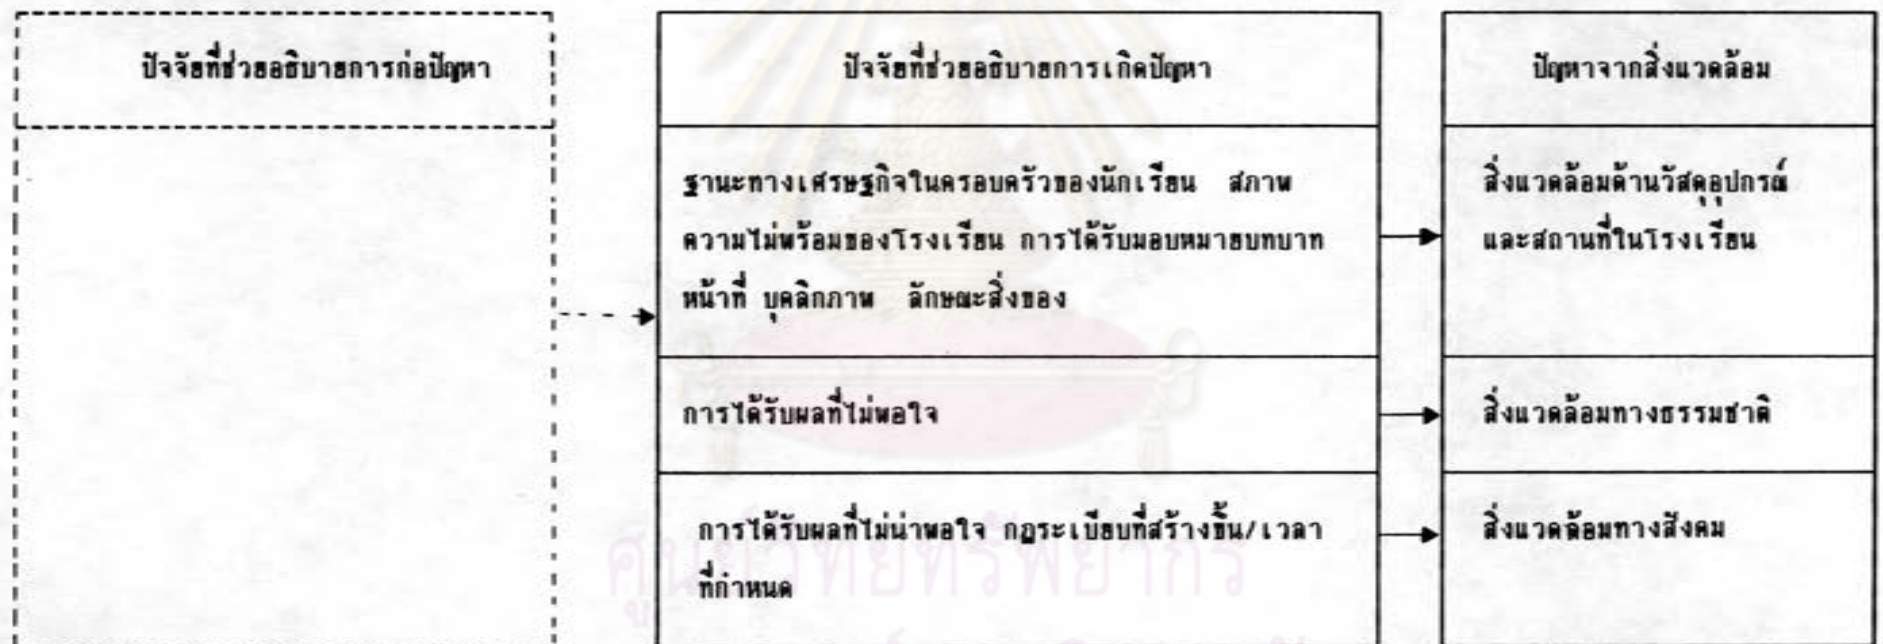 ปัจจัยที่ช่วยอธิบายการก่อปัญหา
ปัจจัยที่ช่วยอธิบายการเกิดปัญหา
ปัญหาจากสิ่งแวดล้อม
ฐานะทางเศรษฐกิจในครอบครัวของนักเรียน สภาพ
ความไม่พร้อมของโรงเรียน การได้รับมอบหมายบทบาท
หน้าที่ บุคลิกภาพ ลักษณะสิ่งของ
สิ่งแวดล้อมด้านวัสดุอุปกรณ์
และสถานที่ในโรงเรียน
การได้รับผลที่ไม่พอใจ
สิ่งแวดล้อมทางธรรมชาติ
การได้รับผลที่ไม่น่าพอใจ กฎระเบียบที่สร้างขึ้น/เวลา
ที่กำหนด
สิ่งแวดล้อมทางสังคม
ศูนย์วิทยทรัพยากร